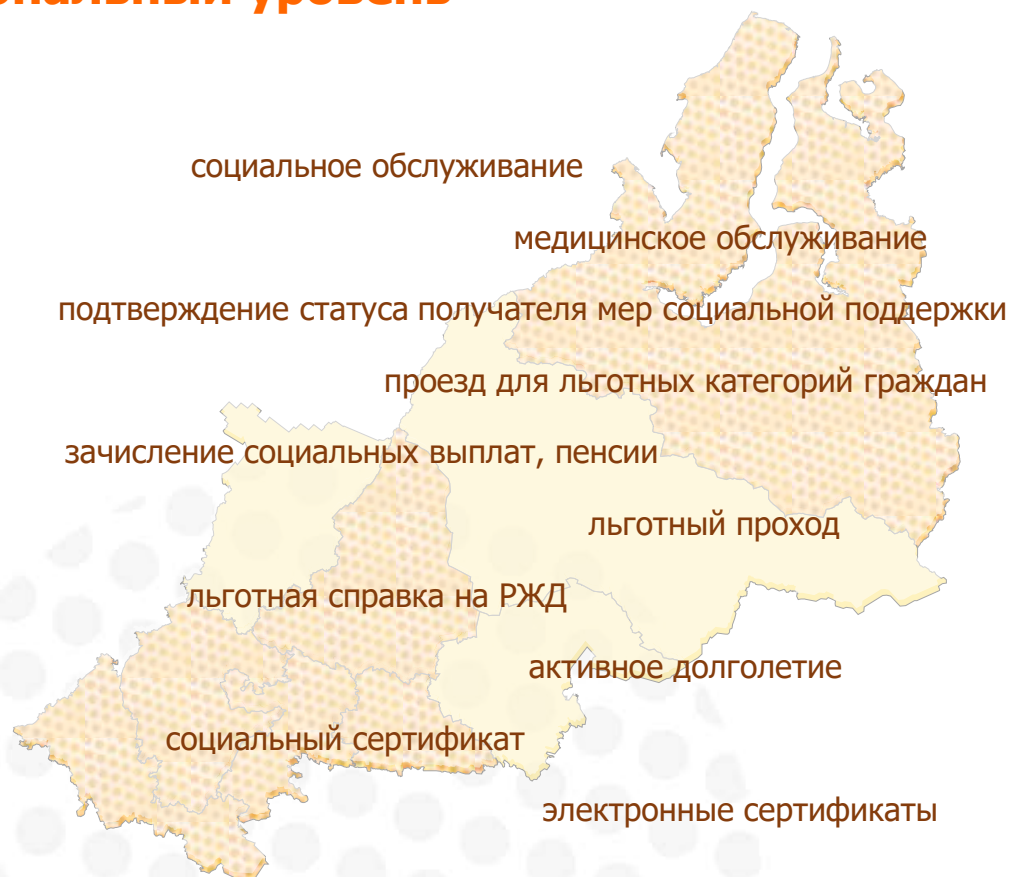 уровень
социальное обслуживание
медицинское обслуживание
подтверждение статуса получателя мер социальной поддержки
проезд для льготных категорий граждан
зачисление социальных выплат, пенсии
льготный проход
льготная справка на РЖД
активное долголетие
социальный сертификат
электронные сертификаты